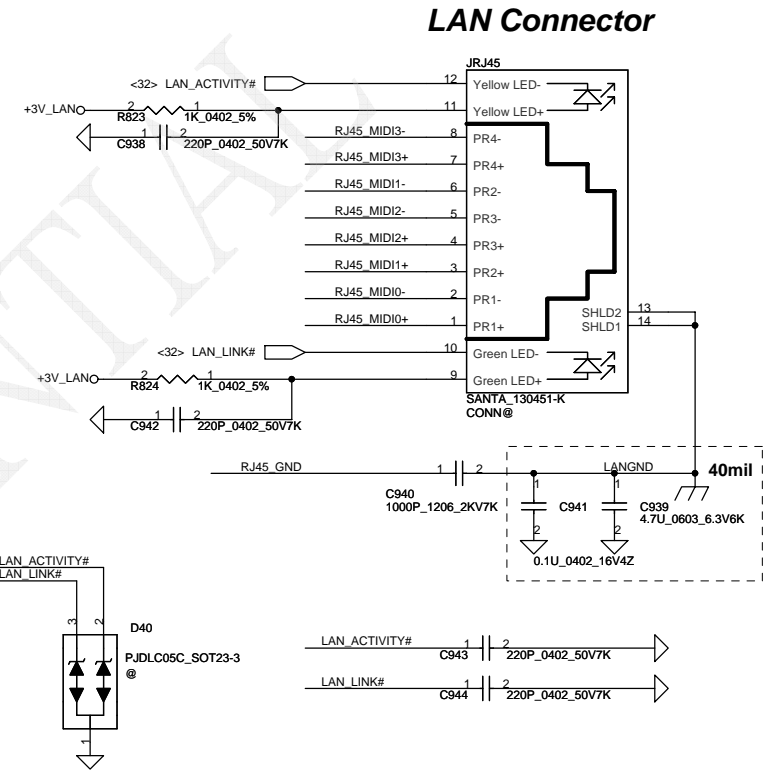 LAN Connector
JRJ45
<32> LAN_ACTIVITY# 12 Yellow LED-
+3V_LAN 2 R823 1 1K_0402_5% 11 Yellow LED+
1 C938 2 220P_0402_50V7K
RJ45_MIDI3- 8 PR4-
RJ45_MIDI3+ 7 PR4+
RJ45_MIDI1- 6 PR2-
RJ45_MIDI2- 5 PR3-
RJ45_MIDI2+ 4 PR3+
RJ45_MIDI1+ 3 PR2+
RJ45_MIDI0- 2 PR1-
RJ45_MIDI0+ 1 PR1+
SHLD2 13
SHLD1 14
<32> LAN_LINK# 10 Green LED-
+3V_LAN 2 R824 1 1K_0402_5% 9 Green LED+
SANTA_130451-K
CONN@
1 C942 2 220P_0402_50V7K
RJ45_GND 1 2 LANGND 40mil
C940
1000P_1206_2KV7K
1 C941 2
0.1U_0402_16V4Z
1 C939 2
4.7U_0603_6.3V6K
LAN_ACTIVITY#
LAN_LINK#
3 2 D40
PJDLC05C_SOT23-3
@
1
LAN_ACTIVITY# 1 C943 2 220P_0402_50V7K
LAN_LINK# 1 C944 2 220P_0402_50V7K
NTIAL